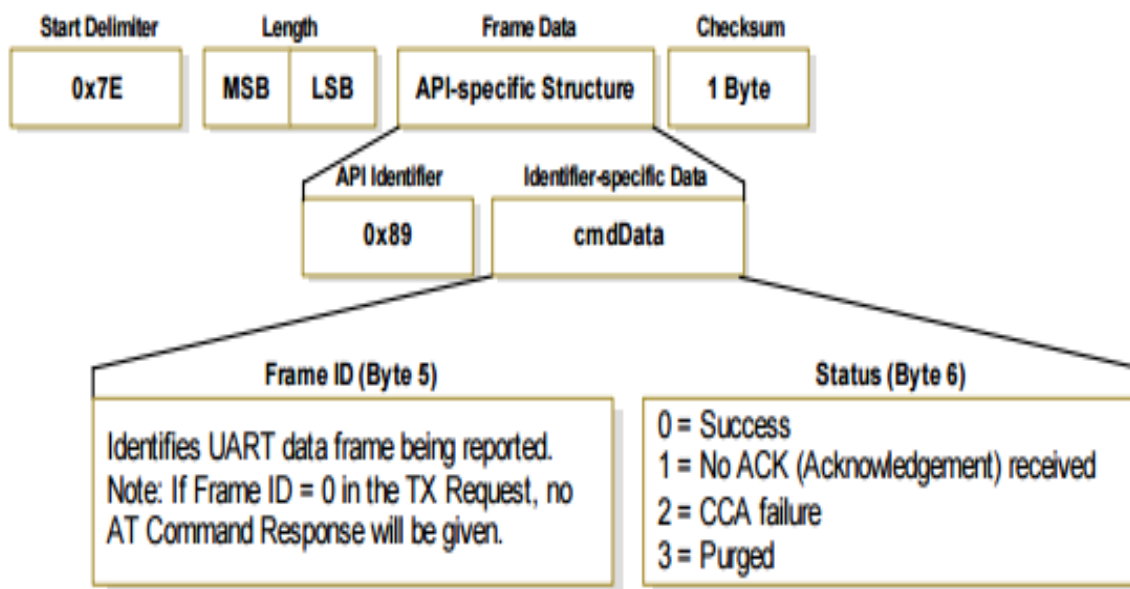 Start Delimiter Length Frame Data Checksum
0x7E MSB LSB API-specific Structure 1 Byte
API Identifier Identifier-specific Data
0x89 cmdData
Frame ID (Byte 5)
Identifies UART data frame being reported.
Note: If Frame ID = 0 in the TX Request, no
AT Command Response will be given.
Status (Byte 6)
0 = Success
1 = No ACK (Acknowledgement) received
2 = CCA failure
3 = Purged